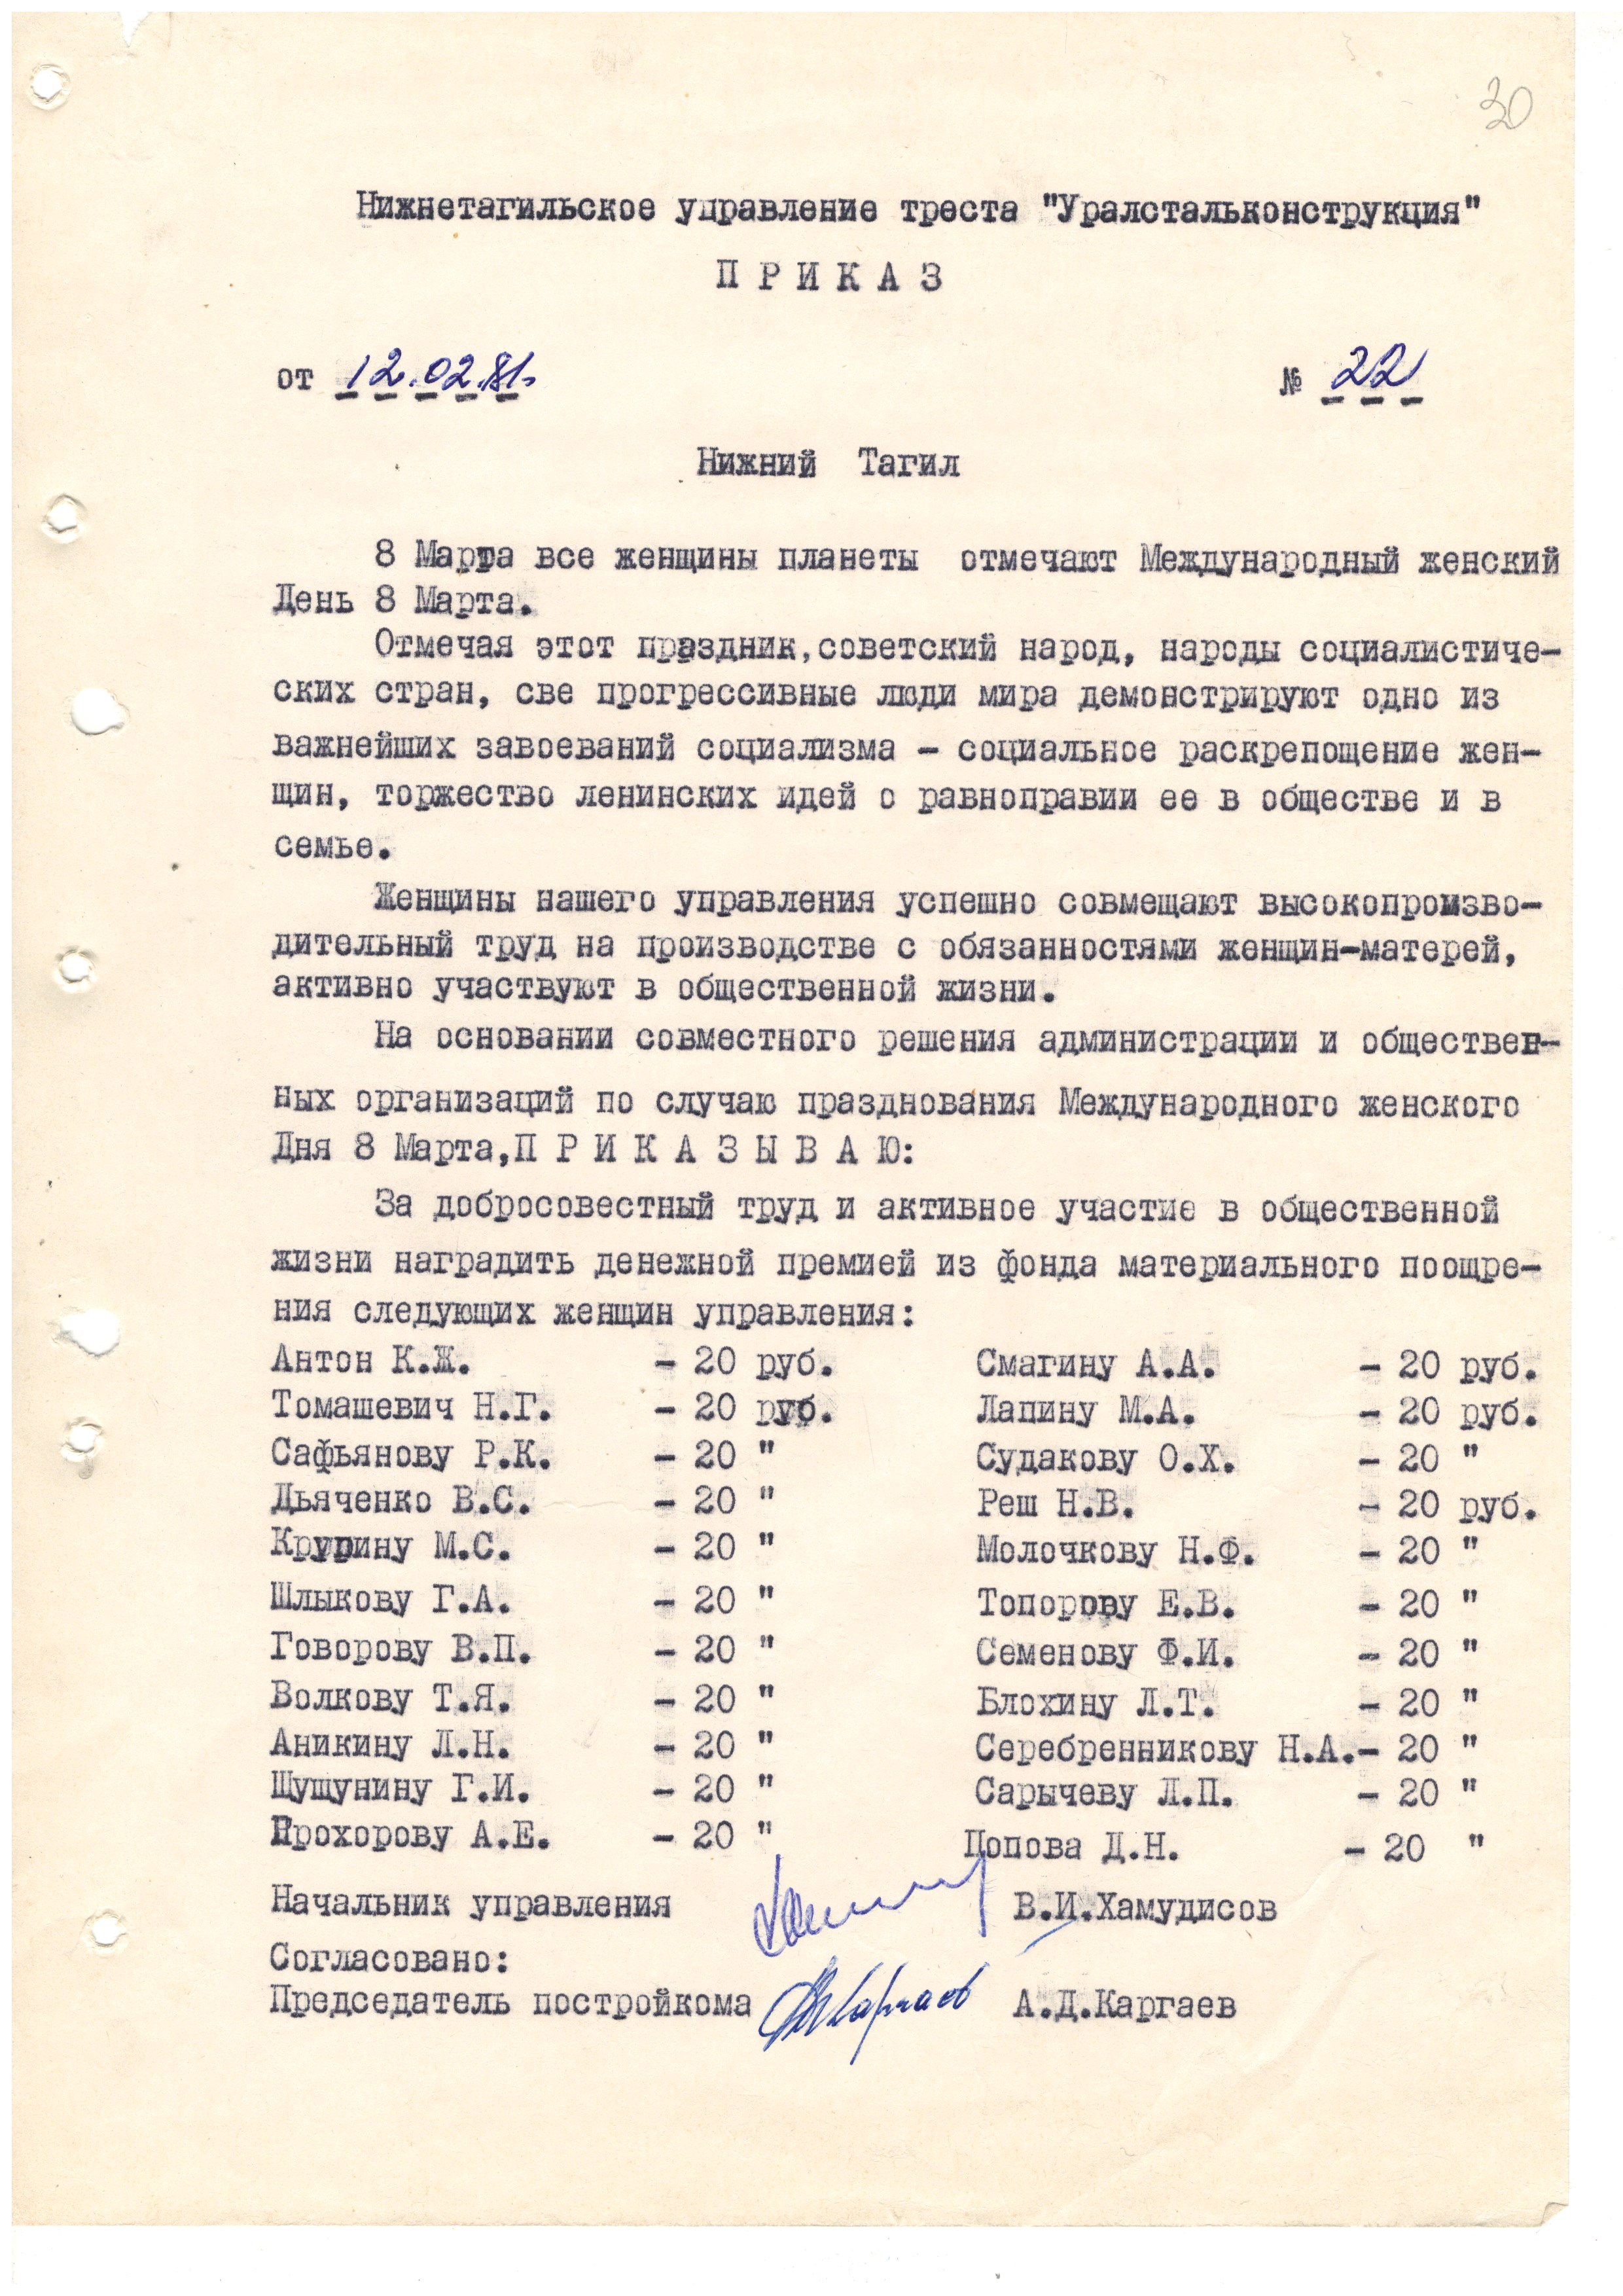 30
Нижнетагильское управление треста "Уралстальконструкция"
П Р И К А З
от 12.02.81. № 22
Нижний Тагил
8 Марта все женщины планеты отмечают Международный женский
День 8 Марта.
Отмечая этот праздник,советский народ, народы социалистиче-
ских стран, све прогрессивные люди мира демонстрируют одно из
важнейших завоеваний социализма - социальное раскрепощение жен-
щин, торжество ленинских идей о равноправии ее в обществе и в
семье.
Женщины нашего управления успешно совмещают высокопроизво-
дительный труд на производстве с обязанностями женщин-матерей,
активно участвуют в общественной жизни.
На основании совместного решения администрации и обществен-
ных организаций по случаю празднования Международного женского
Дня 8 Марта,П Р И К А З Ы В А Ю:
За добросовестный труд и активное участие в общественной
жизни наградить денежной премией из фонда материального поощре-
ния следующих женщин управления:
Антон К.Ж. - 20 руб. Смагину А.А. - 20 руб.
Томашевич Н.Г. - 20 руб. Лапину М.А. - 20 руб.
Сафьянову Р.К. - 20 " Судакову О.Х. - 20 "
Дьяченко В.С. - 20 " Реш Н.В. - 20 руб.
М.С. - 20 " Молочкову Н.Ф. - 20 "
Шлыкову Г.А. - 20 " Топорову Е.В. - 20 "
Говорову В.П. - 20 " Семенову Ф.И. - 20 "
Волкову Т.Я. - 20 " Блохину Л.Т. - 20 "
Аникину Л.Н. - 20 " Серебренникову Н.А.- 20 "
Шушунину Г.И. - 20 " Сарычеву Л.П. - 20 "
Прохорову А.Е. - 20 " Попова Д.Н. - 20 "
Начальник управления В.И.Хамудисов
Согласовано:
Председатель постройкома А.Д.Каргаев